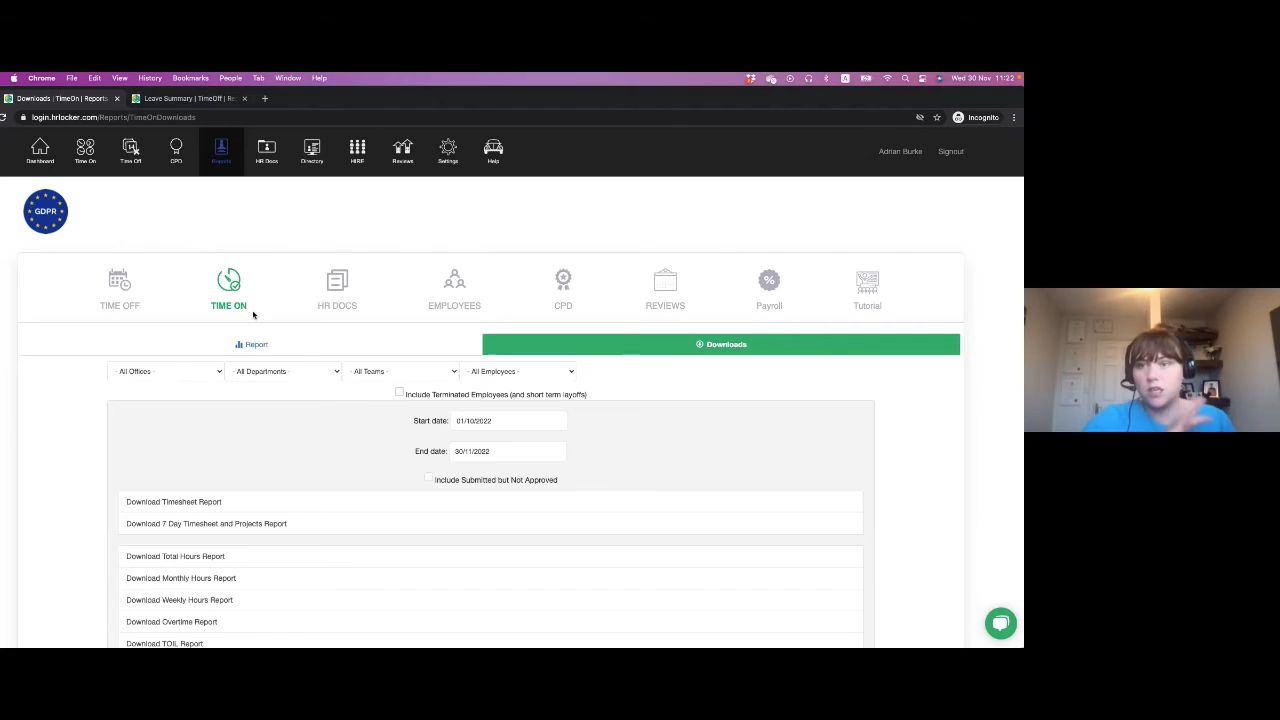 Chrome File Edit View History Bookmarks People Tab Window Help
A
Wed 30 Nov 11:22
Downloads | TimeOn | Reports
Leave Summary | TimeOff | Re
login.hrlocker.com/Reports/TimeOnDownloads
Incognito
Dashboard Time On Time Off CPD Reports HR Docs Directory HIRE Reviews Settings Help
Adrian Burke Signout
GDPR
TIME OFF TIME ON HR DOCS EMPLOYEES CPD REVIEWS Payroll Tutorial
Report
Downloads
- All Offices - - All Departments - - All Teams - - All Employees -
Include Terminated Employees (and short term layoffs)
Start date: 01/10/2022
End date: 30/11/2022
Include Submitted but Not Approved
Download Timesheet Report
Download 7 Day Timesheet and Projects Report
Download Total Hours Report
Download Monthly Hours Report
Download Weekly Hours Report
Download Overtime Report
Download TOIL Report